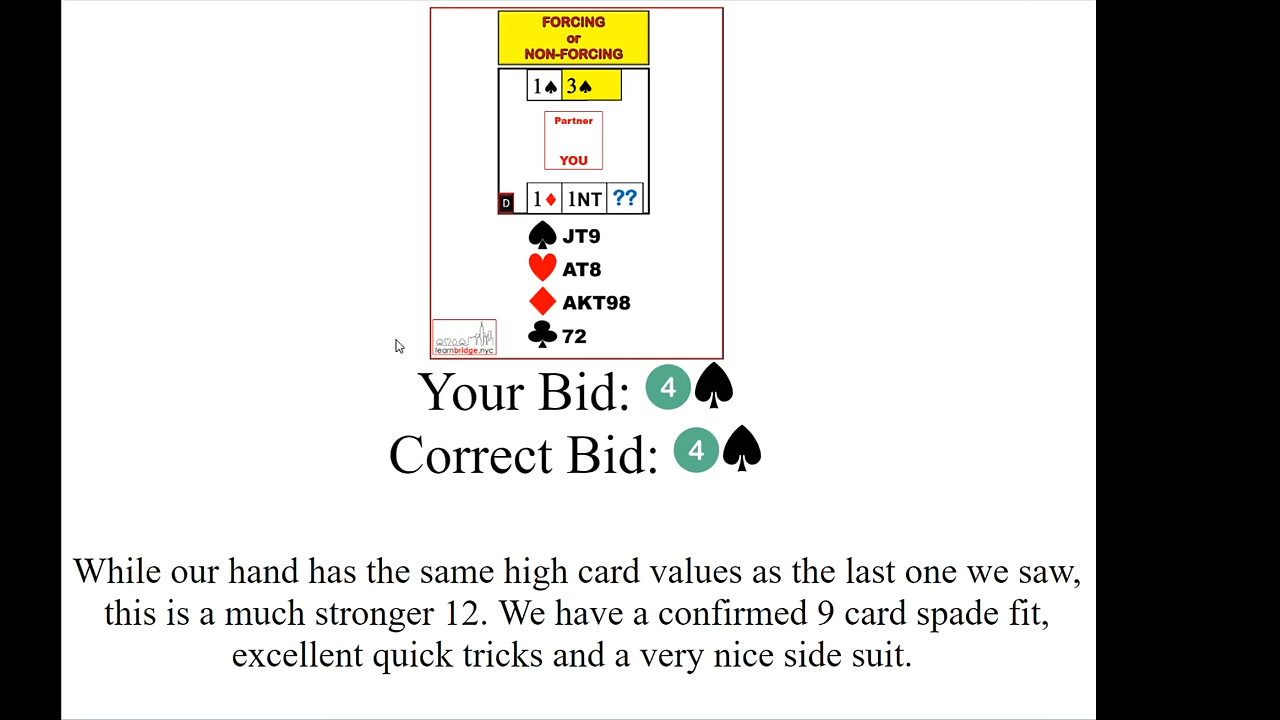 FORCING
or
NON-FORCING
1♠ 3♠
Partner
YOU
D 1♦ 1NT ??
♠ JT9
♥ AT8
♦ AKT98
♣ 72
learnbridge.nyc
Your Bid: 4♠
Correct Bid: 4♠
While our hand has the same high card values as the last one we saw,
this is a much stronger 12. We have a confirmed 9 card spade fit,
excellent quick tricks and a very nice side suit.